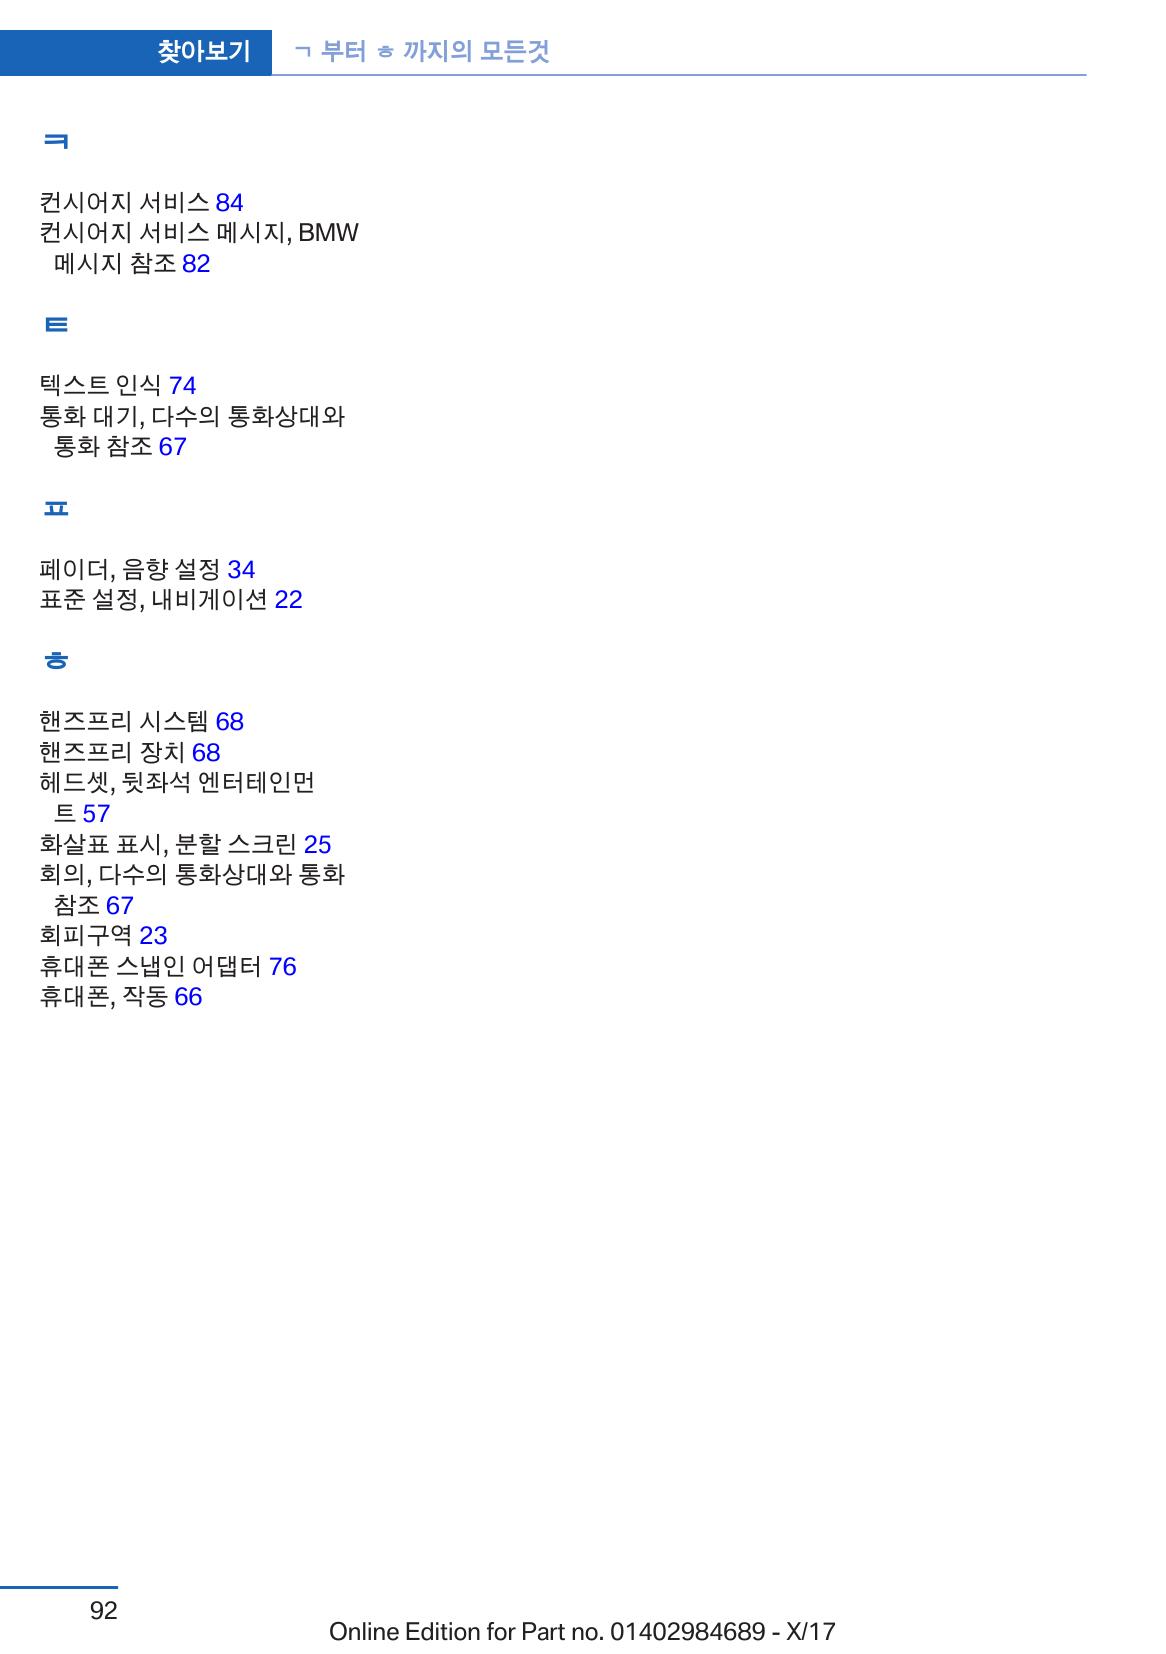 찾아보기 ㄱ 부터 ㅎ 까지의 모든것
ㅋ
컨시어지 서비스 84
컨시어지 서비스 메시지, BMW
메시지 참조 82
ㅌ
텍스트 인식 74
통화 대기, 다수의 통화상대와
통화 참조 67
ㅍ
페이더, 음향 설정 34
표준 설정, 내비게이션 22
ㅎ
핸즈프리 시스템 68
핸즈프리 장치 68
헤드셋, 뒷좌석 엔터테인먼
트 57
화살표 표시, 분할 스크린 25
회의, 다수의 통화상대와 통화
참조 67
회피구역 23
휴대폰 스냅인 어댑터 76
휴대폰, 작동 66
92
Online Edition for Part no. 01402984689 - X/17